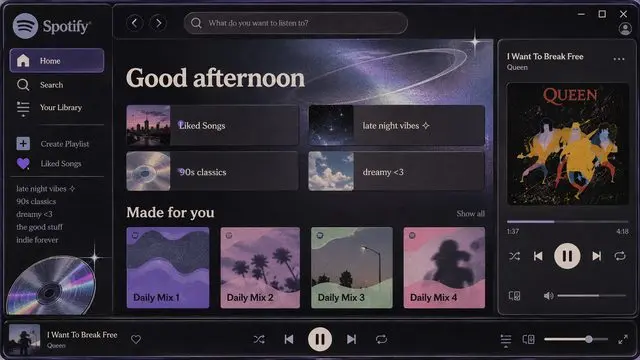 Spotify
Home
Search
Your Library
Create Playlist
Liked Songs
late night vibes ✧
90s classics
dreamy <3
the good stuff
indie forever
What do you want to listen to?
Good afternoon
Liked Songs
late night vibes ✧
90s classics
dreamy <3
Made for you
Show all
Daily Mix 1
Daily Mix 2
Daily Mix 3
Daily Mix 4
I Want To Break Free
Queen
QUEEN
1:37
4:18
I Want To Break Free
Queen